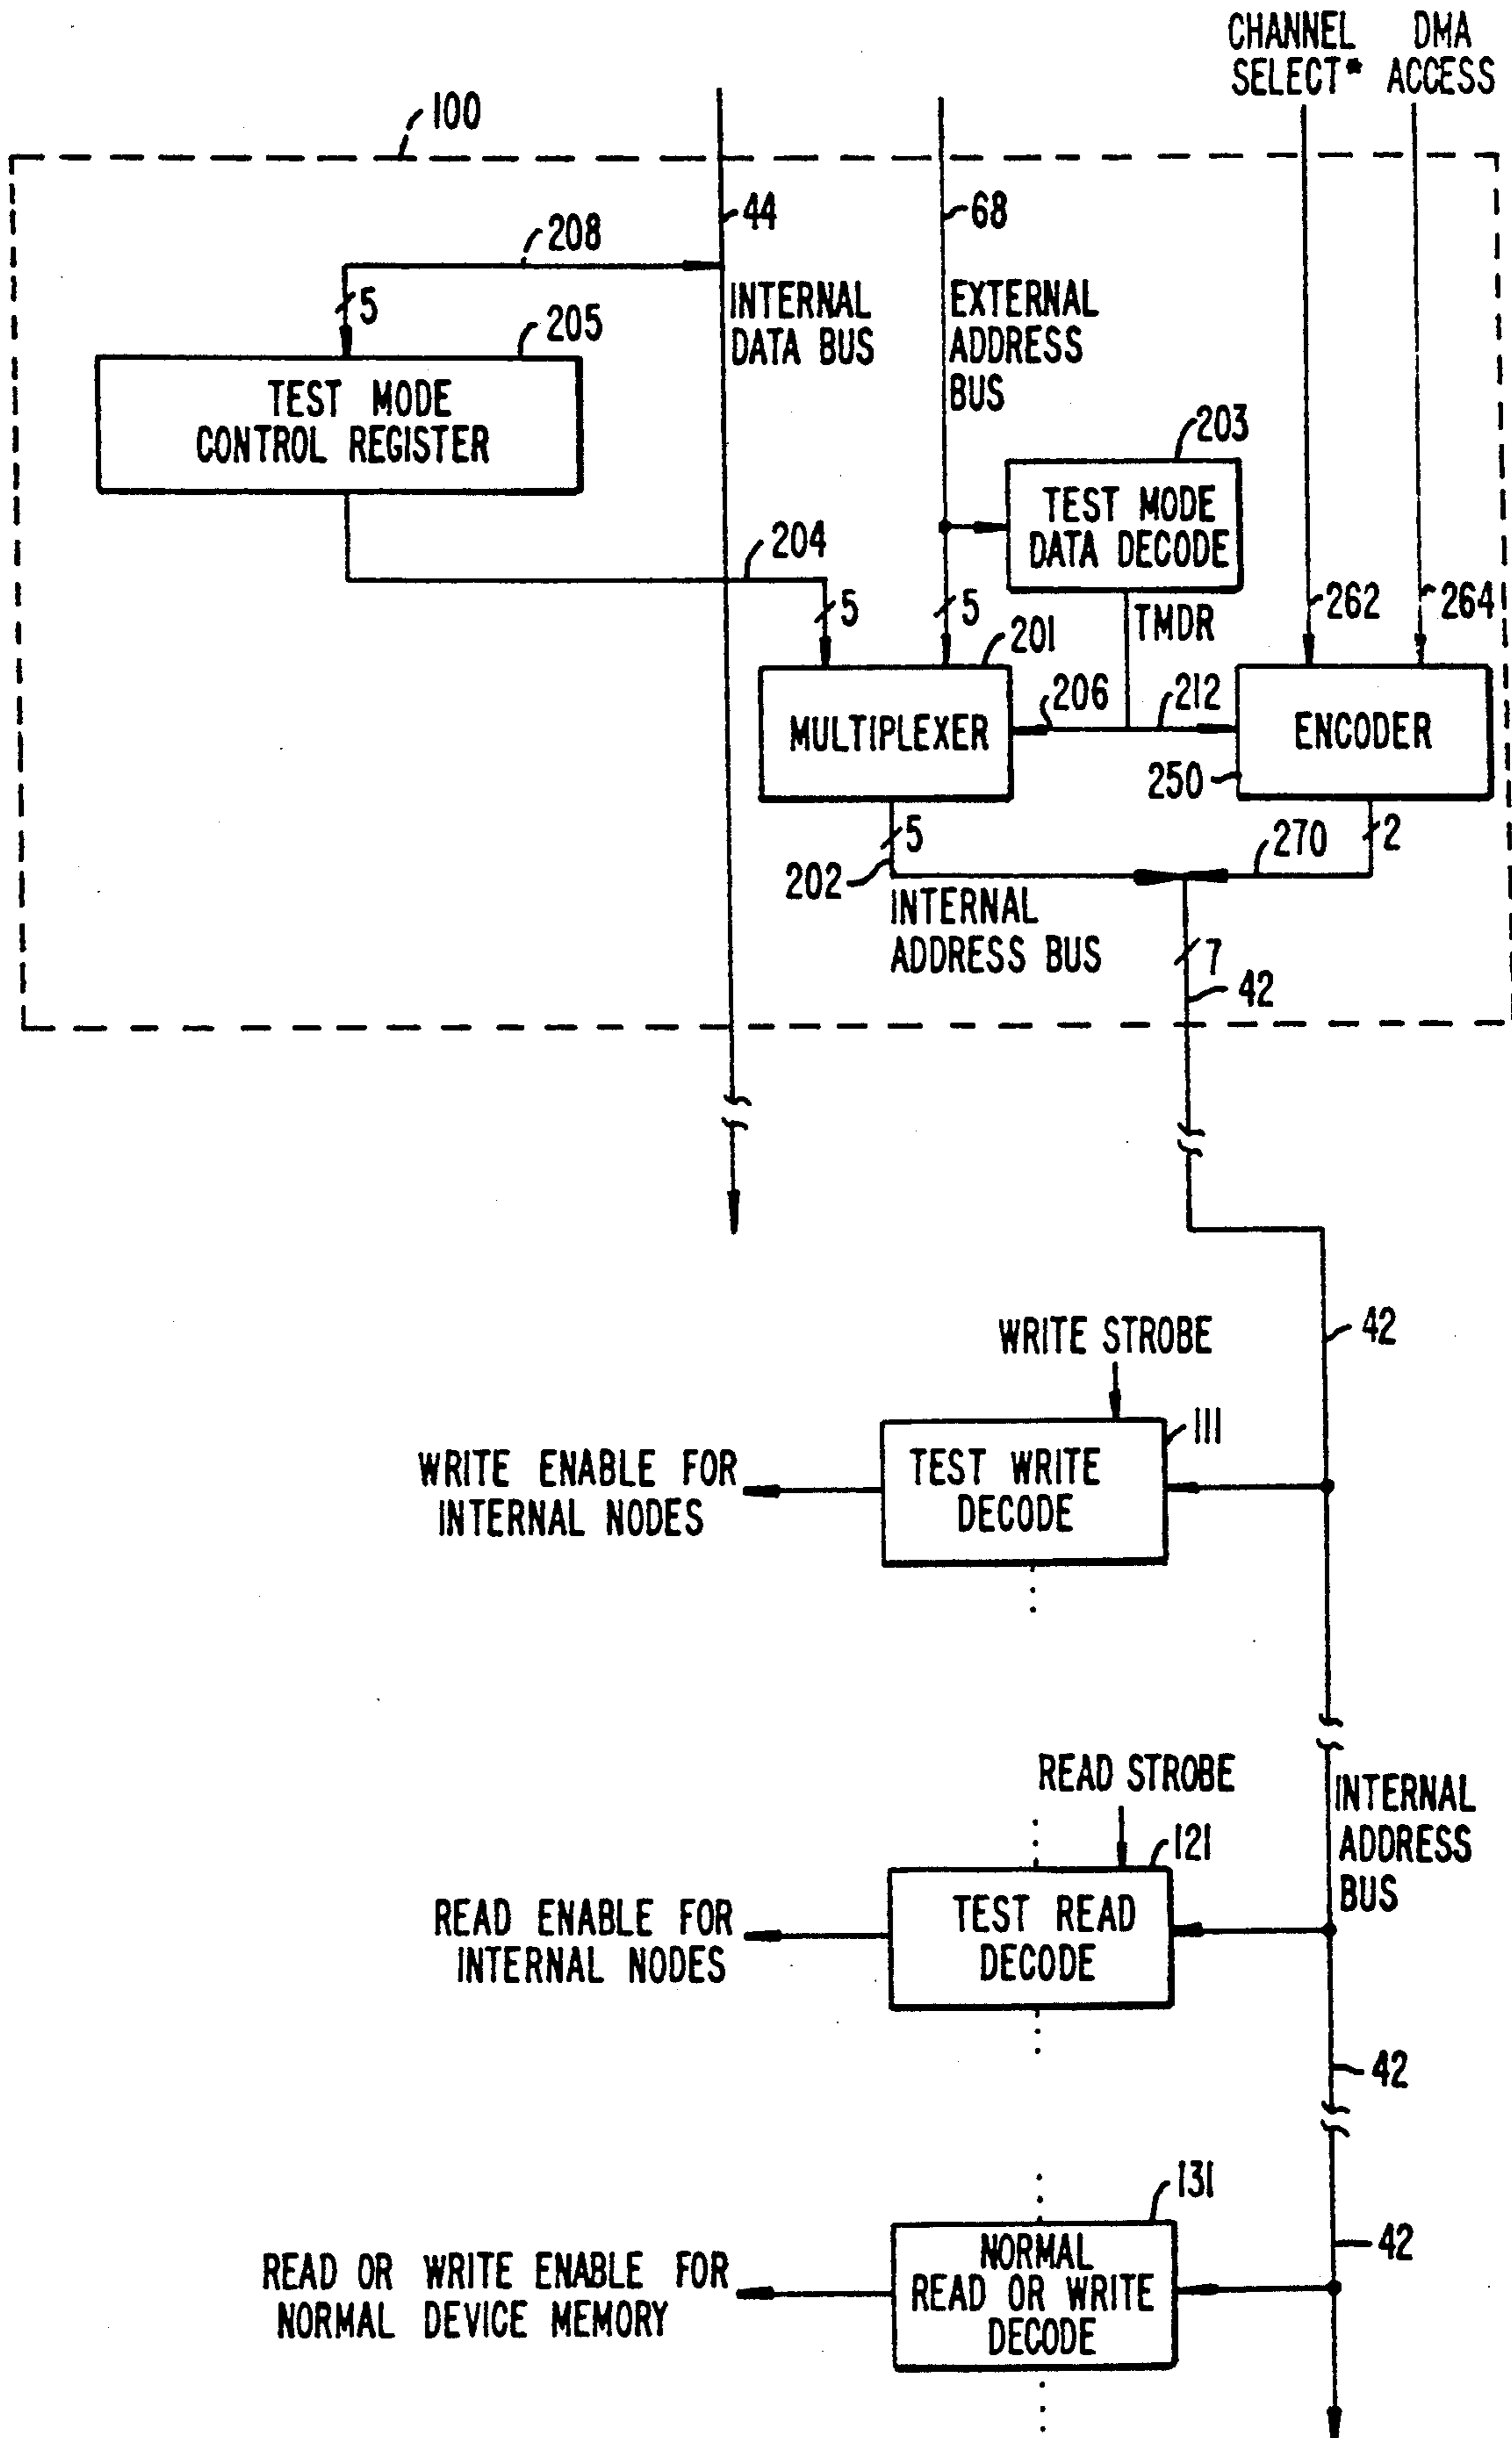 CHANNEL
SELECT*
DMA
ACCESS
100
44
68
208
5
205
INTERNAL
DATA BUS
EXTERNAL
ADDRESS
BUS
TEST MODE
CONTROL REGISTER
203
TEST MODE
DATA DECODE
204
5
5
TMDR
262
264
201
MULTIPLEXER
206
212
ENCODER
250
5
2
202
270
INTERNAL
ADDRESS BUS
7
42
42
WRITE STROBE
111
WRITE ENABLE FOR
INTERNAL NODES
TEST WRITE
DECODE
READ STROBE
INTERNAL
ADDRESS
BUS
121
READ ENABLE FOR
INTERNAL NODES
TEST READ
DECODE
42
131
42
READ OR WRITE ENABLE FOR
NORMAL DEVICE MEMORY
NORMAL
READ OR WRITE
DECODE